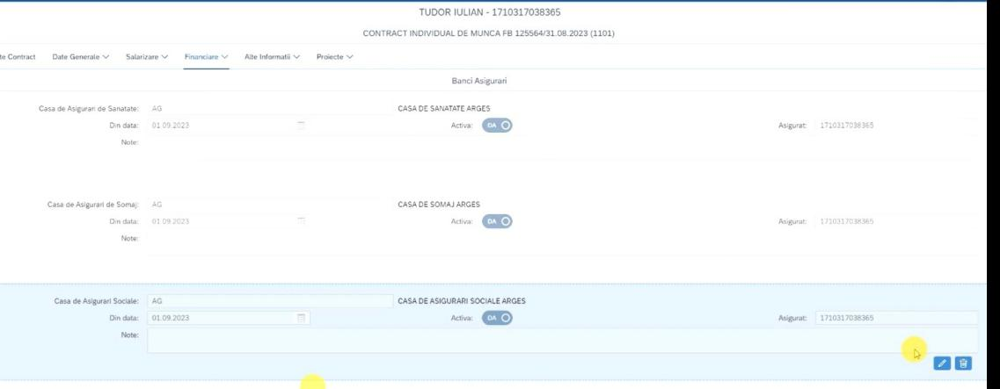 TUDOR IULIAN - 1710317038365
CONTRACT INDIVIDUAL DE MUNCA FB 125564/31.08.2023 (1101)
te Contract Date Generale Salarizare Financiare Alte Informatii Proiecte
Banci Asigurari
Casa de Asigurari de Sanatate: AG CASA DE SANATATE ARGES
Din data: 01.09.2023 Activa: DA Asigurat: 1710317038365
Note:
Casa de Asigurari de Somaj: AG CASA DE SOMAJ ARGES
Din data: 01.09.2023 Activa: DA Asigurat: 1710317038365
Note:
Casa de Asigurari Sociale: AG CASA DE ASIGURARI SOCIALE ARGES
Din data: 01.09.2023 Activa: DA Asigurat: 1710317038365
Note: